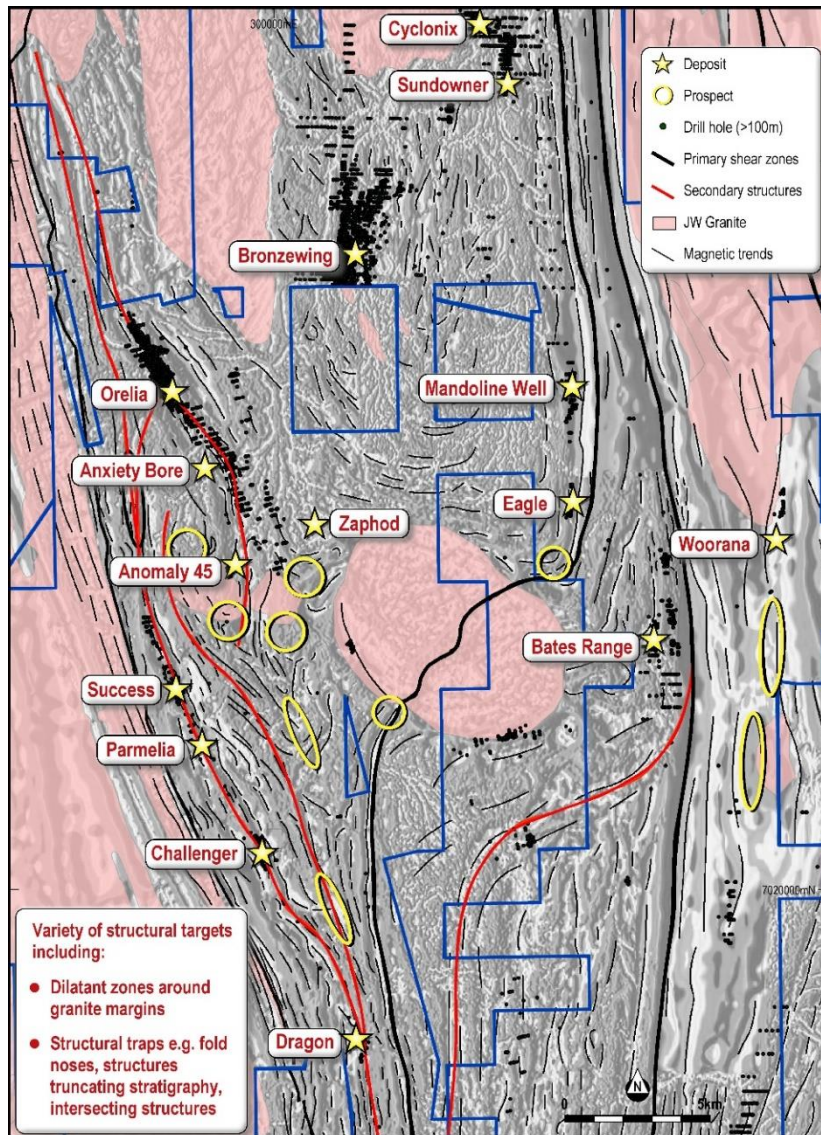 300000mE
Cyclonix
Sundowner
Deposit
Prospect
Drill hole (>100m)
Primary shear zones
Secondary structures
JW Granite
Magnetic trends
Bronzewing
Orelia
Mandoline Well
Anxiety Bore
Eagle
Zaphod
Woorana
Anomaly 45
Bates Range
Success
Parmelia
Challenger
7020000mN
Variety of structural targets
including:
Dilatant zones around
granite margins
Structural traps e.g. fold
noses, structures
truncating stratigraphy,
intersecting structures
Dragon
N
0
5km